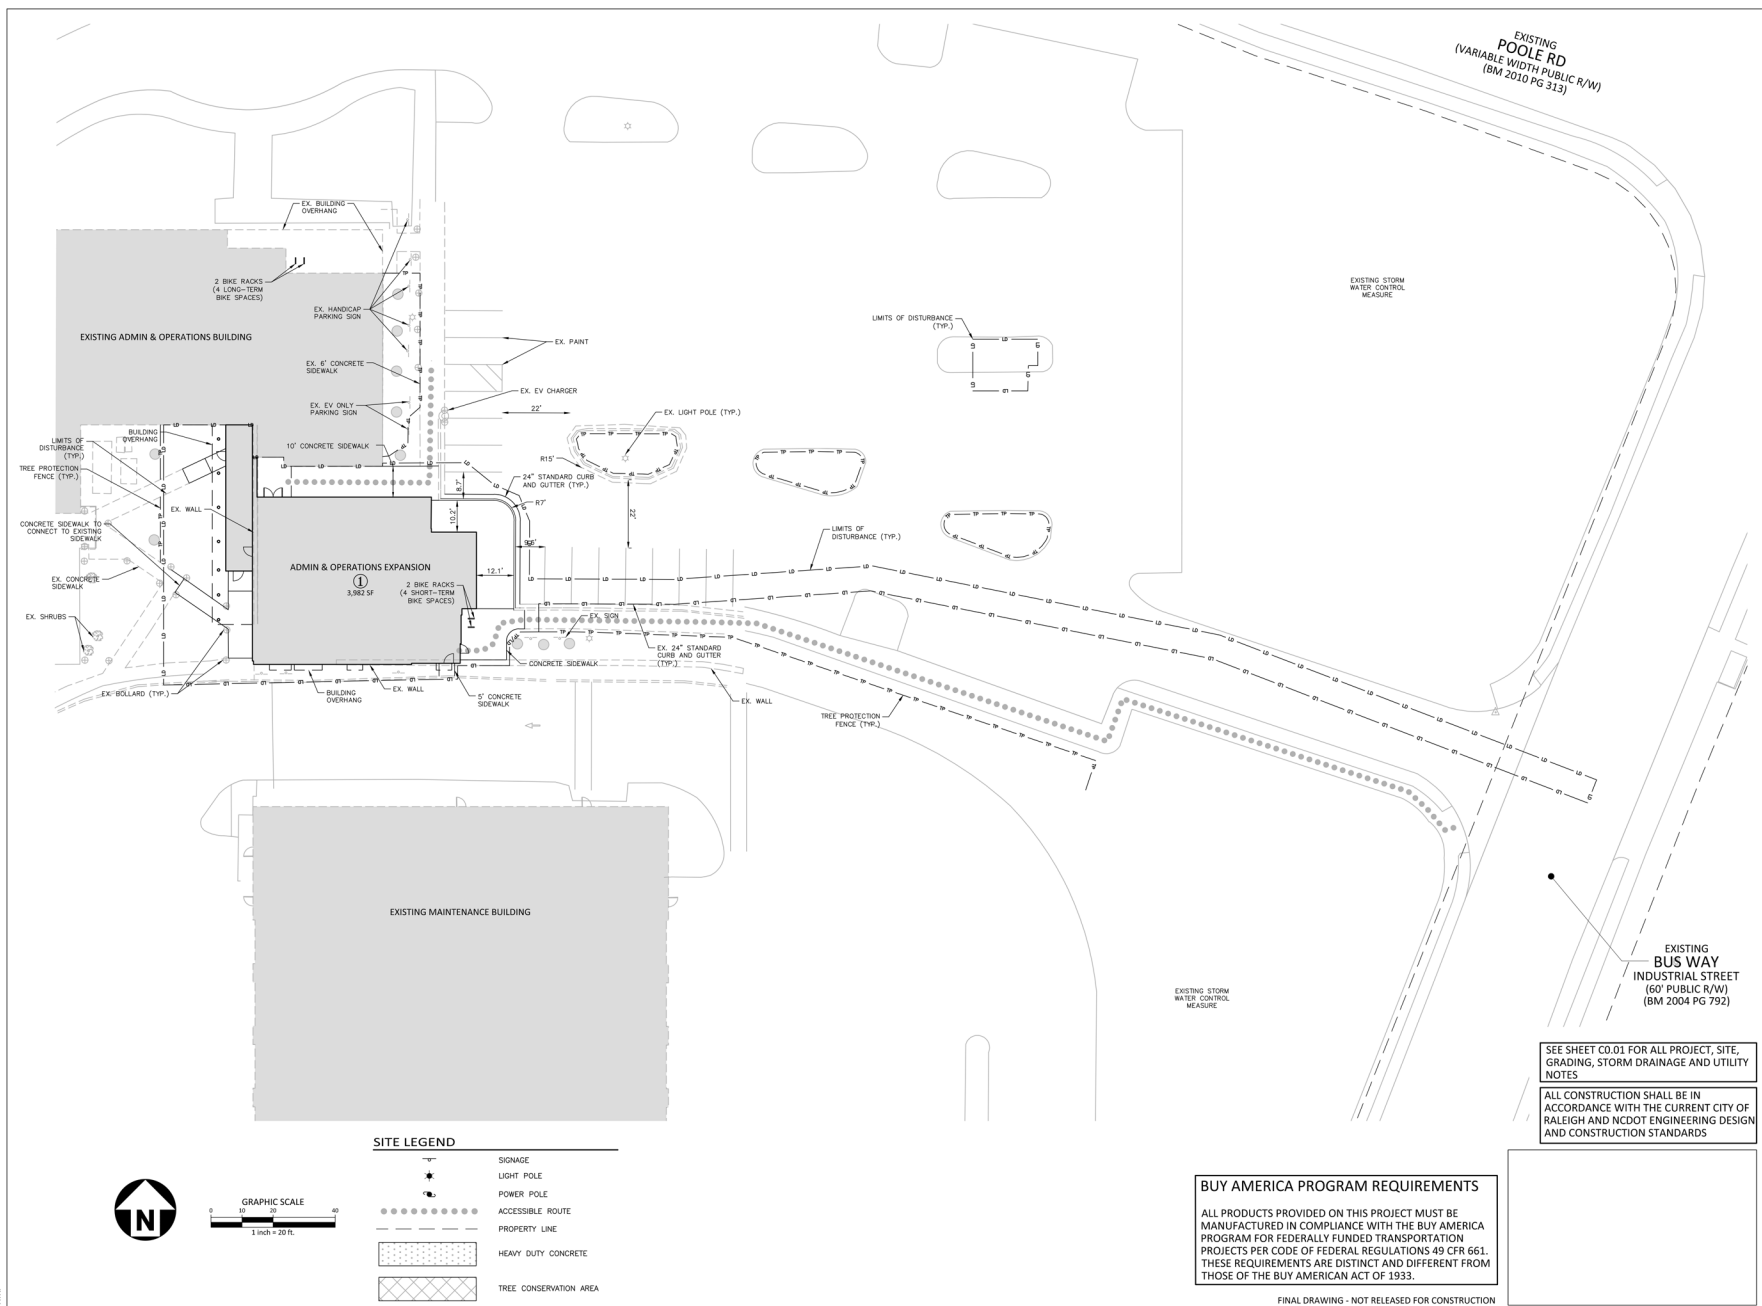 EXISTING
POOLE RD
(VARIABLE WIDTH PUBLIC R/W)
(BM 2010 PG 313)
EX. BUILDING
OVERHANG
2 BIKE RACKS
(4 LONG-TERM
BIKE SPACES)
EX. HANDICAP
PARKING SIGN
EXISTING ADMIN & OPERATIONS BUILDING
EX. PAINT
EX. 6' CONCRETE
SIDEWALK
EX. EV CHARGER
EX. EV ONLY
PARKING SIGN
22'
EX. LIGHT POLE (TYP.)
LIMITS OF DISTURBANCE
(TYP.)
EXISTING STORM
WATER CONTROL
MEASURE
BUILDING
OVERHANG
LIMITS OF
DISTURBANCE
(TYP.)
TREE PROTECTION
FENCE (TYP.)
10' CONCRETE SIDEWALK
R15'
8.7'
24" STANDARD CURB
AND GUTTER (TYP.)
R7'
10.2'
22'
EX. WALL
CONCRETE SIDEWALK TO
CONNECT TO EXISTING
SIDEWALK
LIMITS OF
DISTURBANCE (TYP.)
9.6'
ADMIN & OPERATIONS EXPANSION
1
3,982 SF
12.1'
2 BIKE RACKS
(4 SHORT-TERM
BIKE SPACES)
EX. CONCRETE
SIDEWALK
EX. SHRUBS
EX. SIGN
EX. 24" STANDARD
CURB AND GUTTER
(TYP.)
CONCRETE SIDEWALK
EX. BOLLARD (TYP.)
BUILDING
OVERHANG
EX. WALL
5' CONCRETE
SIDEWALK
EX. WALL
TREE PROTECTION
FENCE (TYP.)
EXISTING MAINTENANCE BUILDING
EXISTING STORM
WATER CONTROL
MEASURE
EXISTING
BUS WAY
INDUSTRIAL STREET
(60' PUBLIC R/W)
(BM 2004 PG 792)
SEE SHEET C0.01 FOR ALL PROJECT, SITE,
GRADING, STORM DRAINAGE AND UTILITY
NOTES
ALL CONSTRUCTION SHALL BE IN
ACCORDANCE WITH THE CURRENT CITY OF
RALEIGH AND NCDOT ENGINEERING DESIGN
AND CONSTRUCTION STANDARDS
N
GRAPHIC SCALE
0 10 20 40
1 inch = 20 ft.
SITE LEGEND
SIGNAGE
LIGHT POLE
POWER POLE
ACCESSIBLE ROUTE
PROPERTY LINE
HEAVY DUTY CONCRETE
TREE CONSERVATION AREA
BUY AMERICA PROGRAM REQUIREMENTS
ALL PRODUCTS PROVIDED ON THIS PROJECT MUST BE
MANUFACTURED IN COMPLIANCE WITH THE BUY AMERICA
PROGRAM FOR FEDERALLY FUNDED TRANSPORTATION
PROJECTS PER CODE OF FEDERAL REGULATIONS 49 CFR 661.
THESE REQUIREMENTS ARE DISTINCT AND DIFFERENT FROM
THOSE OF THE BUY AMERICAN ACT OF 1933.
FINAL DRAWING - NOT RELEASED FOR CONSTRUCTION